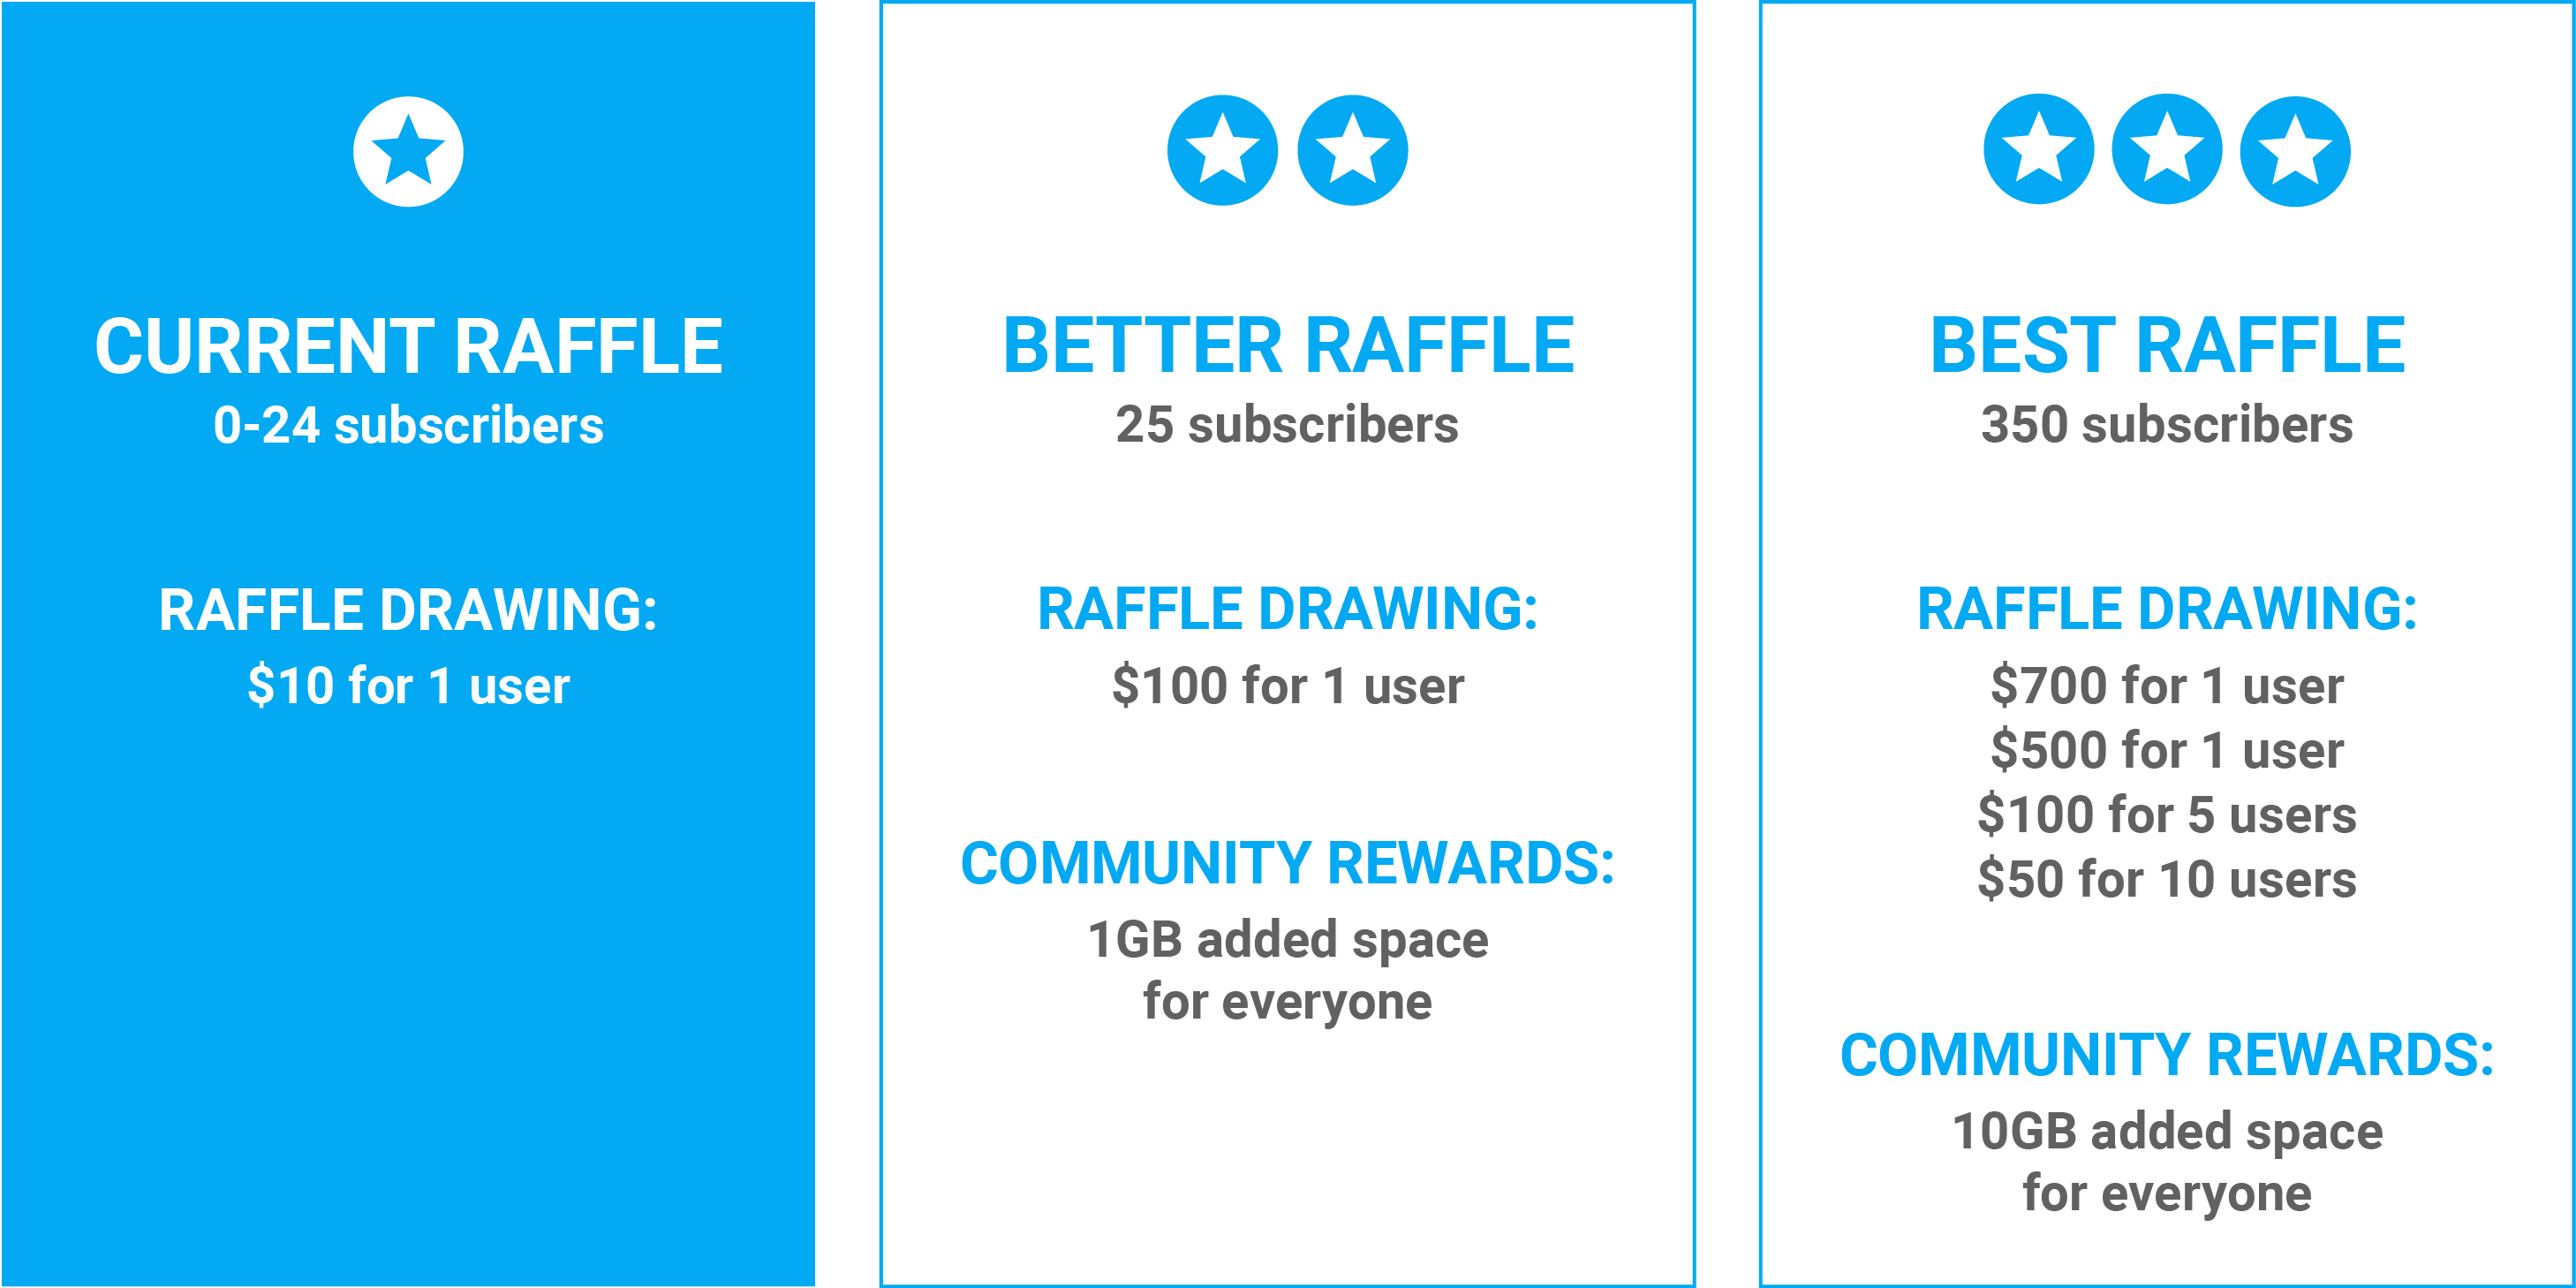 CURRENT RAFFLE
0-24 subscribers
RAFFLE DRAWING:
$10 for 1 user
BETTER RAFFLE
25 subscribers
RAFFLE DRAWING:
$100 for 1 user
COMMUNITY REWARDS:
1GB added space
for everyone
BEST RAFFLE
350 subscribers
RAFFLE DRAWING:
$700 for 1 user
$500 for 1 user
$100 for 5 users
$50 for 10 users
COMMUNITY REWARDS:
10GB added space
for everyone